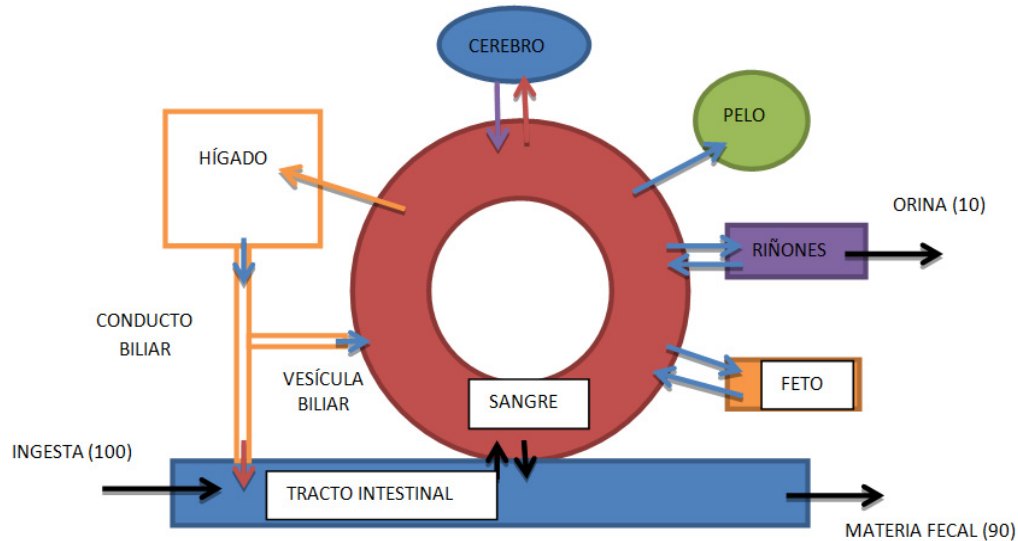 CEREBRO
PELO
HÍGADO
ORINA (10)
RIÑONES
CONDUCTO
BILIAR
VESÍCULA
BILIAR
SANGRE
FETO
INGESTA (100)
TRACTO INTESTINAL
MATERIA FECAL (90)